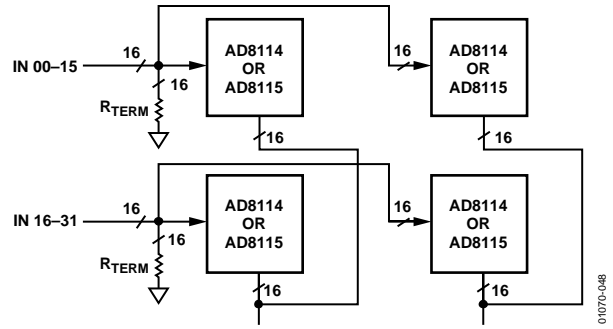 AD8114
OR
AD8115
AD8114
OR
AD8115
IN 00–15
16
16
16
RTERM
16
16
AD8114
OR
AD8115
AD8114
OR
AD8115
IN 16–31
16
16
16
RTERM
16
16
01070-048